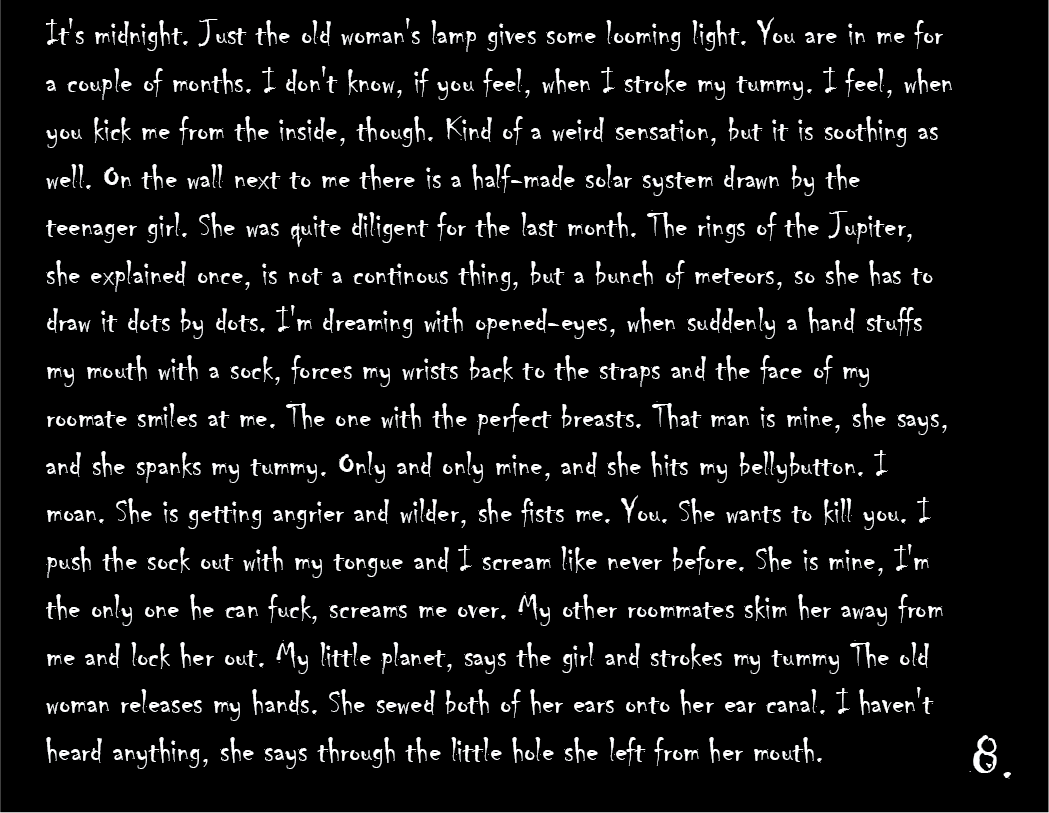 It's midnight. Just the old woman's lamp gives some looming light. You are in me for
a couple of months. I don't know, if you feel, when I stroke my tummy. I feel, when
you kick me from the inside, though. Kind of a weird sensation, but it is soothing as
well. On the wall next to me there is a half-made solar system drawn by the
teenager girl. She was quite diligent for the last month. The rings of the Jupiter,
she explained once, is not a continous thing, but a bunch of meteors, so she has to
draw it dots by dots. I'm dreaming with opened-eyes, when suddenly a hand stuffs
my mouth with a sock, forces my wrists back to the straps and the face of my
roomate smiles at me. The one with the perfect breasts. That man is mine, she says,
and she spanks my tummy. Only and only mine, and she hits my bellybutton. I
moan. She is getting angrier and wilder, she fists me. You. She wants to kill you. I
push the sock out with my tongue and I scream like never before. She is mine, I'm
the only one he can fuck, screams me over. My other roommates skim her away from
me and lock her out. My little planet, says the girl and strokes my tummy The old
woman releases my hands. She sewed both of her ears onto her ear canal. I haven't
heard anything, she says through the little hole she left from her mouth.
8.